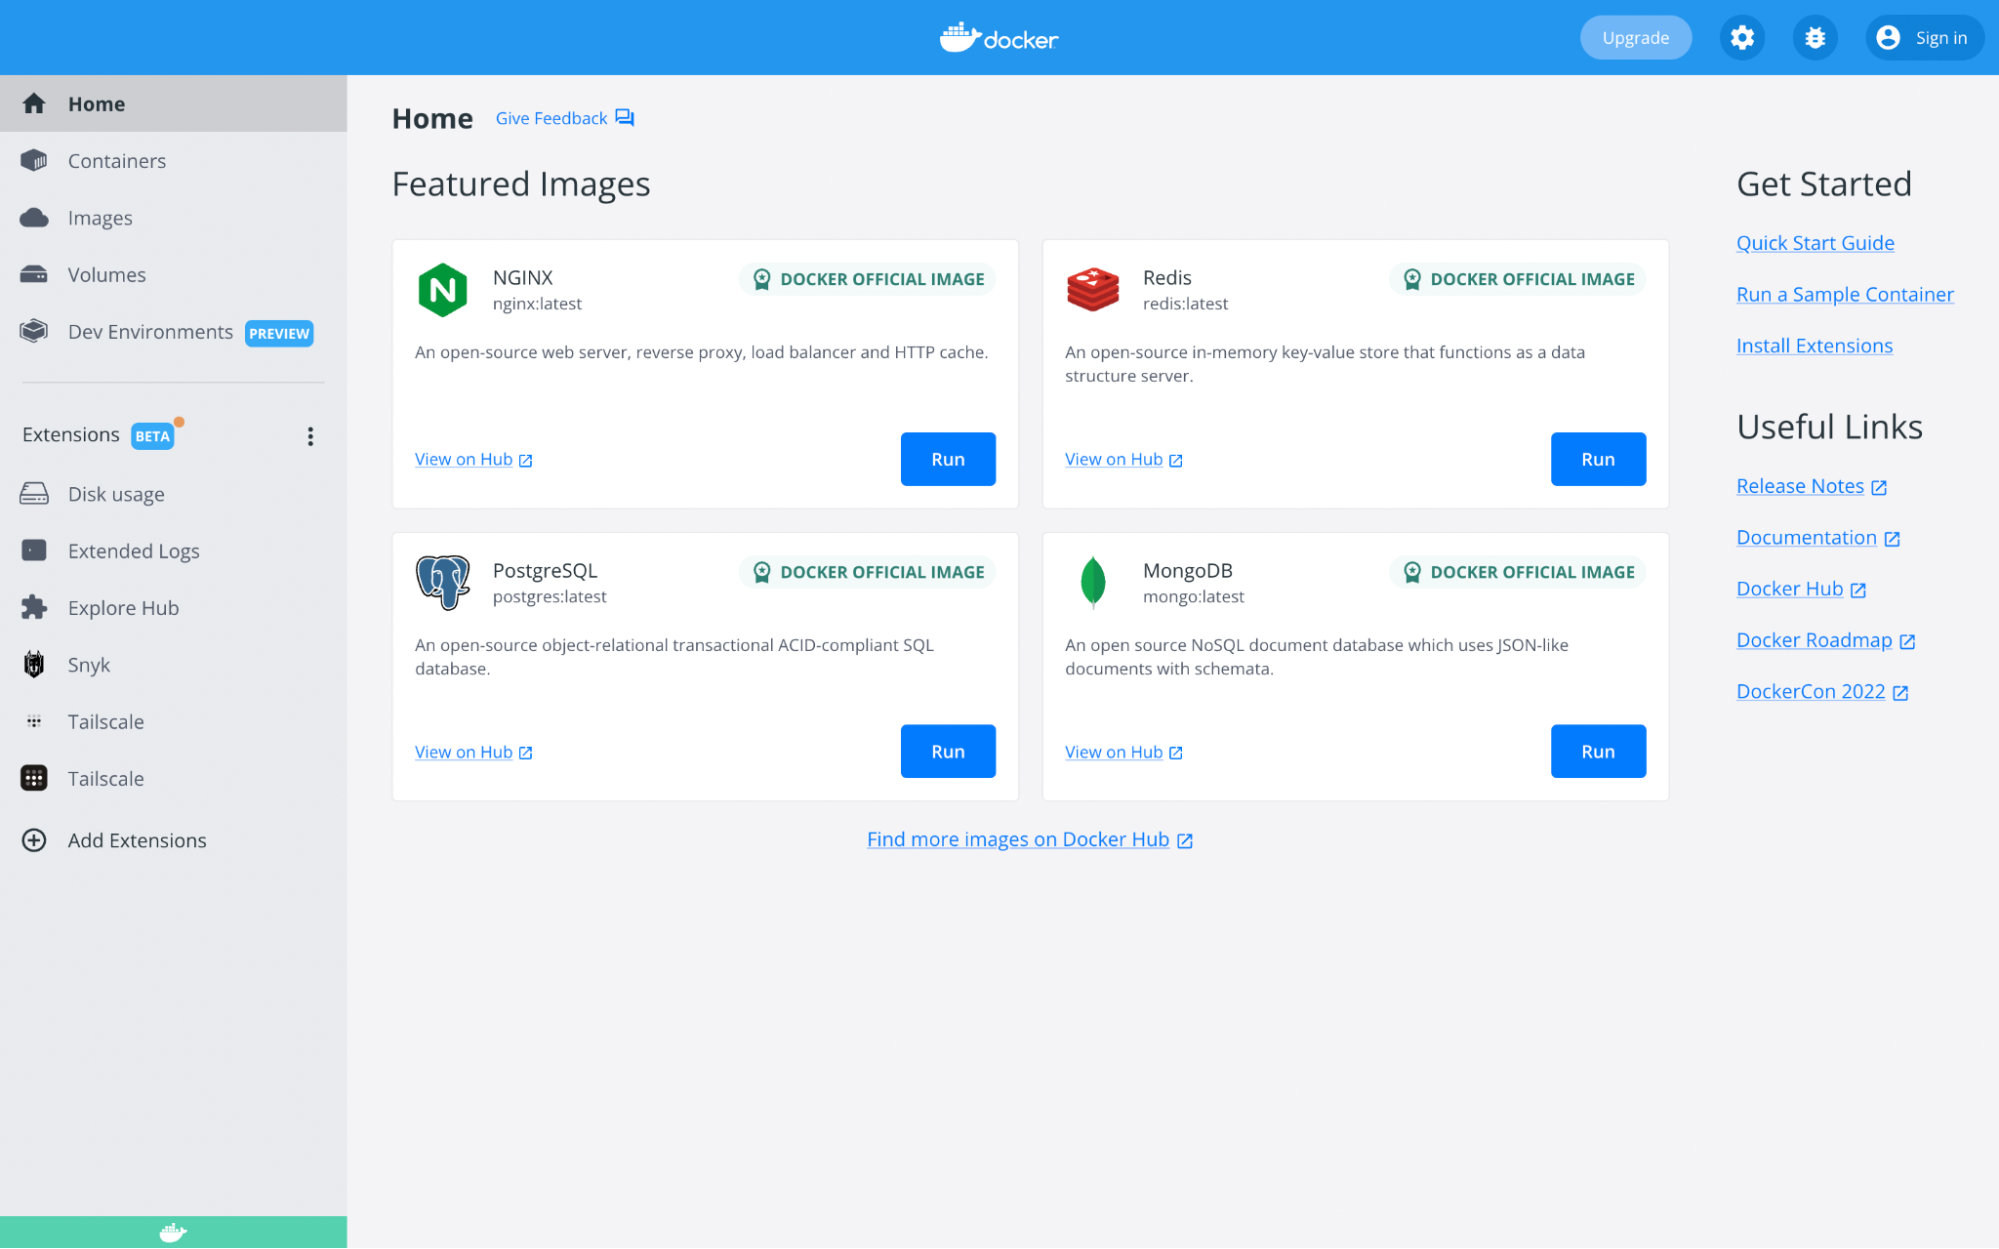 docker
Upgrade
Sign in
Home
Containers
Images
Volumes
Dev Environments PREVIEW
Extensions BETA
Disk usage
Extended Logs
Explore Hub
Snyk
Tailscale
Tailscale
Add Extensions
Home Give Feedback
Featured Images
NGINX
nginx:latest
DOCKER OFFICIAL IMAGE
An open-source web server, reverse proxy, load balancer and HTTP cache.
View on Hub
Run
Redis
redis:latest
DOCKER OFFICIAL IMAGE
An open-source in-memory key-value store that functions as a data
structure server.
View on Hub
Run
PostgreSQL
postgres:latest
DOCKER OFFICIAL IMAGE
An open-source object-relational transactional ACID-compliant SQL
database.
View on Hub
Run
MongoDB
mongo:latest
DOCKER OFFICIAL IMAGE
An open source NoSQL document database which uses JSON-like
documents with schemata.
View on Hub
Run
Find more images on Docker Hub
Get Started
Quick Start Guide
Run a Sample Container
Install Extensions
Useful Links
Release Notes
Documentation
Docker Hub
Docker Roadmap
DockerCon 2022